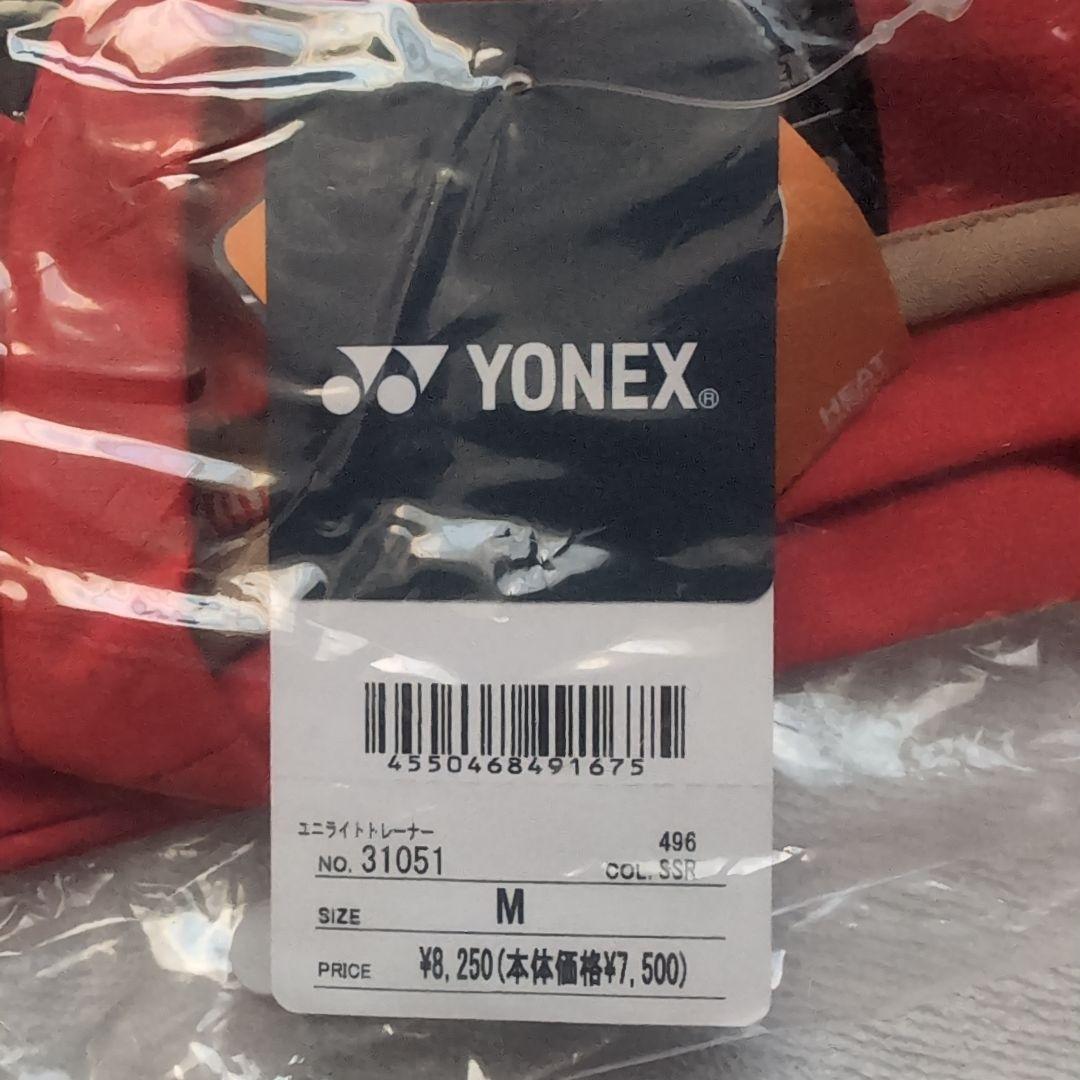 YONEX®
HEAT
4550468491675
ユニライトトレーナー
496
NO. 31051
COL. SSR
SIZE M
PRICE ¥8,250(本体価格¥7,500)